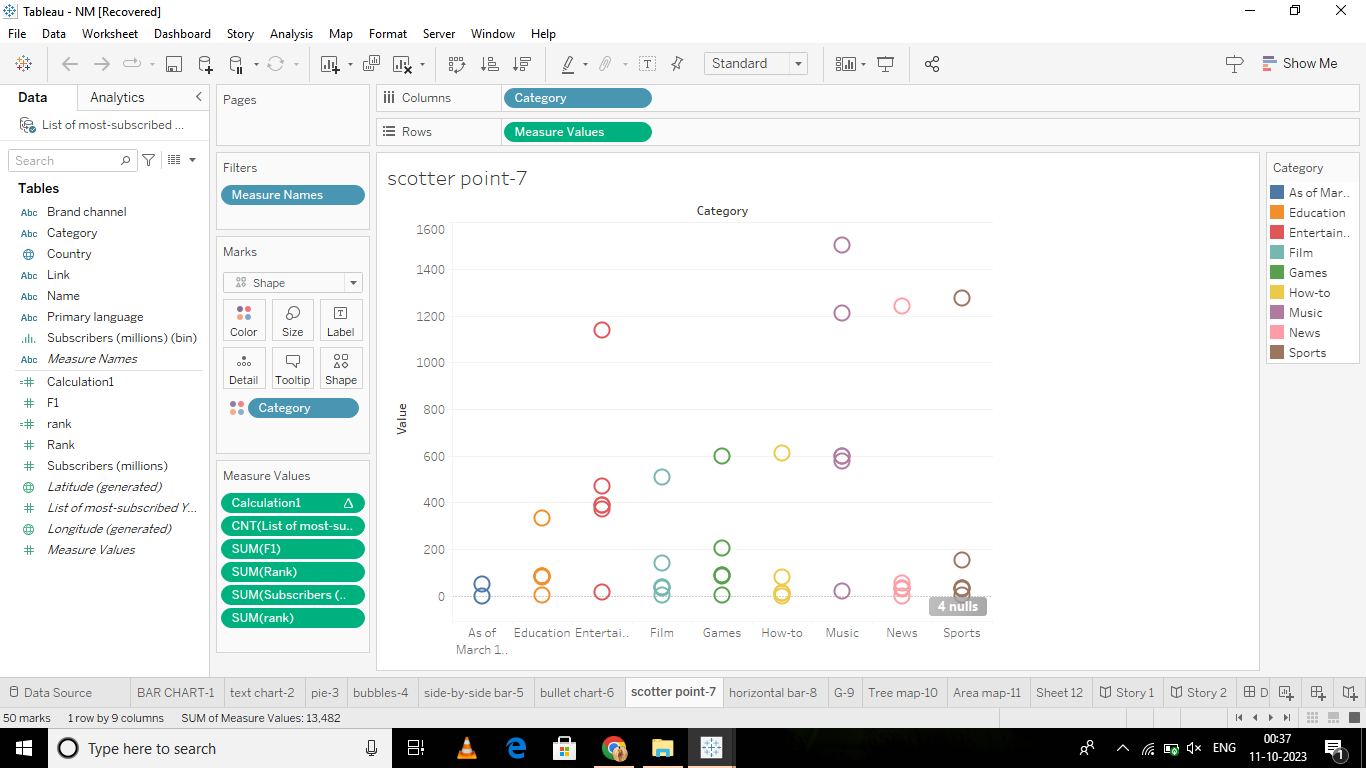 Tableau - NM [Recovered]
File Data Worksheet Dashboard Story Analysis Map Format Server Window Help
Standard
Show Me
Data
Analytics
List of most-subscribed ...
Search
Tables
Abc Brand channel
Abc Category
Country
Abc Link
Abc Name
Abc Primary language
Subscribers (millions) (bin)
Abc Measure Names
Calculation1
F1
rank
Rank
Subscribers (millions)
Latitude (generated)
List of most-subscribed Y...
Longitude (generated)
Measure Values
Pages
Filters
Measure Names
Marks
Shape
Color Size Label
Detail Tooltip Shape
Category
Measure Values
Calculation1
CNT(List of most-su..
SUM(F1)
SUM(Rank)
SUM(Subscribers (..
SUM(rank)
Columns Category
Rows Measure Values
scotter point-7
Category
Value
1600
1400
1200
1000
800
600
400
200
0
4 nulls
As of March 1.. Education Entertai.. Film Games How-to Music News Sports
Category
As of Mar..
Education
Entertain..
Film
Games
How-to
Music
News
Sports
Data Source BAR CHART-1 text chart-2 pie-3 bubbles-4 side-by-side bar-5 bullet chart-6 scotter point-7 horizontal bar-8 G-9 Tree map-10 Area map-11 Sheet 12 Story 1 Story 2 D
50 marks 1 row by 9 columns SUM of Measure Values: 13,482
Type here to search
ENG
00:37
11-10-2023
1